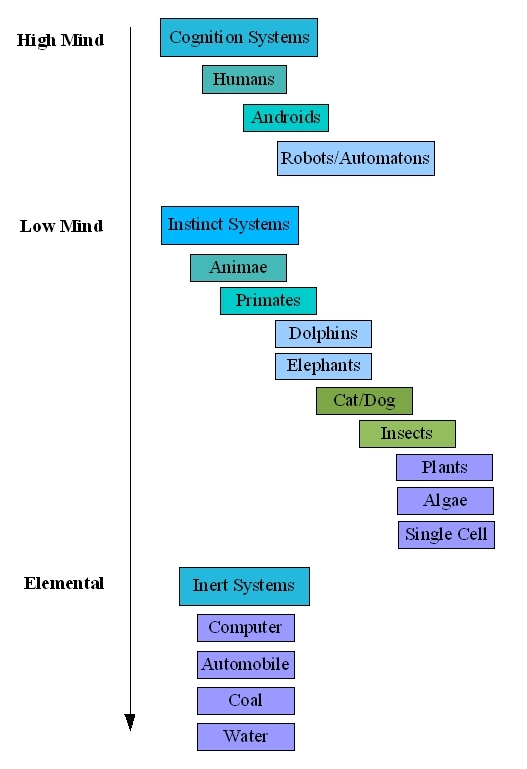 High Mind
Cognition Systems
Humans
Androids
Robots/Automatons
Low Mind
Instinct Systems
Animae
Primates
Dolphins
Elephants
Cat/Dog
Insects
Plants
Algae
Single Cell
Elemental
Inert Systems
Computer
Automobile
Coal
Water